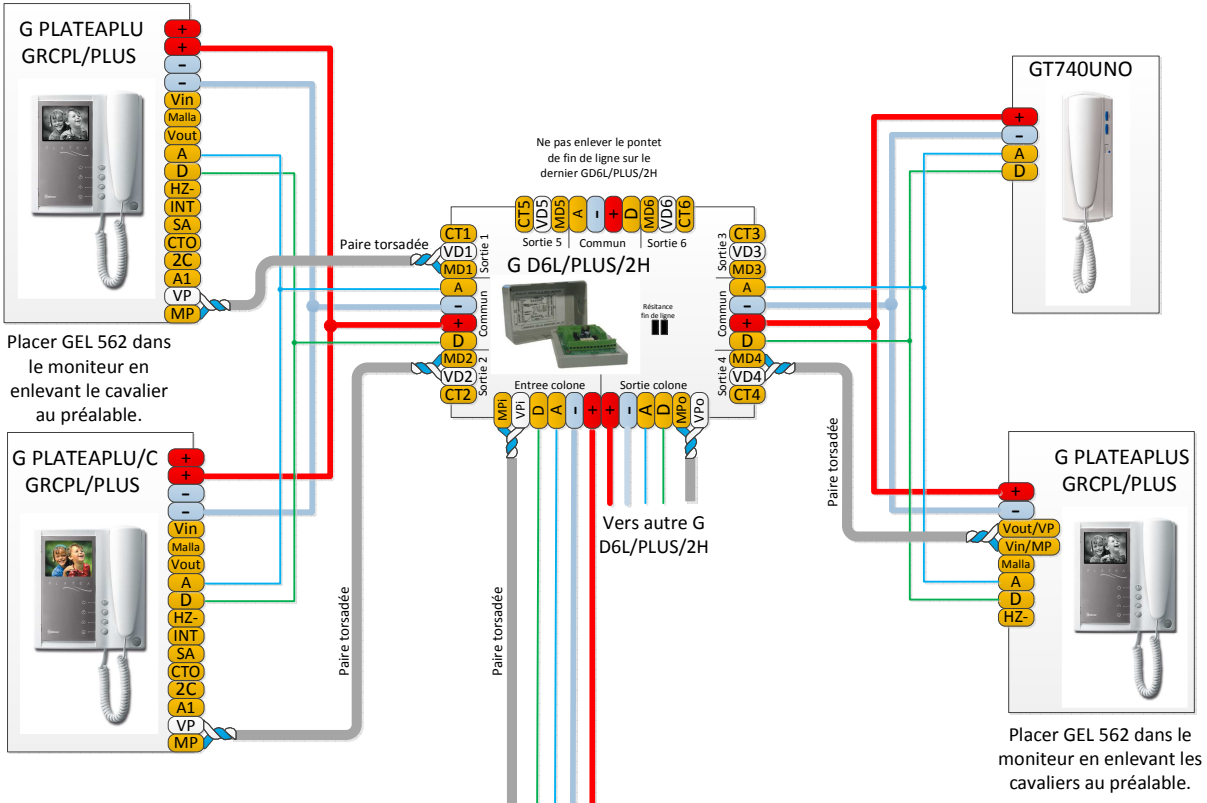 G PLATEAPLU
GRCPL/PLUS
+
+
-
-
Vin
Malla
Vout
A
D
HZ-
INT
SA
CTO
2C
A1
VP
MP
Placer GEL 562 dans
le moniteur en
enlevant le cavalier
au préalable.
G PLATEAPLU/C
GRCPL/PLUS
+
+
-
-
Vin
Malla
Vout
A
D
HZ-
INT
SA
CTO
2C
A1
VP
MP
Paire torsadée
Paire torsadée
Ne pas enlever le pontet
de fin de ligne sur le
dernier GD6L/PLUS/2H
CT5
VD5
MD5
A
-
+
D
MD6
VD6
CT6
Sortie 5
Commun
Sortie 6
G D6L/PLUS/2H
CT1
VD1
MD1
Sortie 1
A
-
+
D
Commun
MD2
VD2
CT2
Sortie 2
Résitance
fin de ligne
CT3
VD3
MD3
Sortie 3
A
-
+
D
Commun
MD4
VD4
CT4
Sortie 4
Entree colone
Sortie colone
MPi
VPi
D
A
-
+
+
-
A
D
MPo
VPo
Paire torsadée
Vers autre G
D6L/PLUS/2H
Paire torsadée
GT740UNO
+
-
A
D
G PLATEAPLUS
GRCPL/PLUS
+
-
Vout/VP
Vin/MP
Malla
A
D
HZ-
Placer GEL 562 dans le
moniteur en enlevant les
cavaliers au préalable.